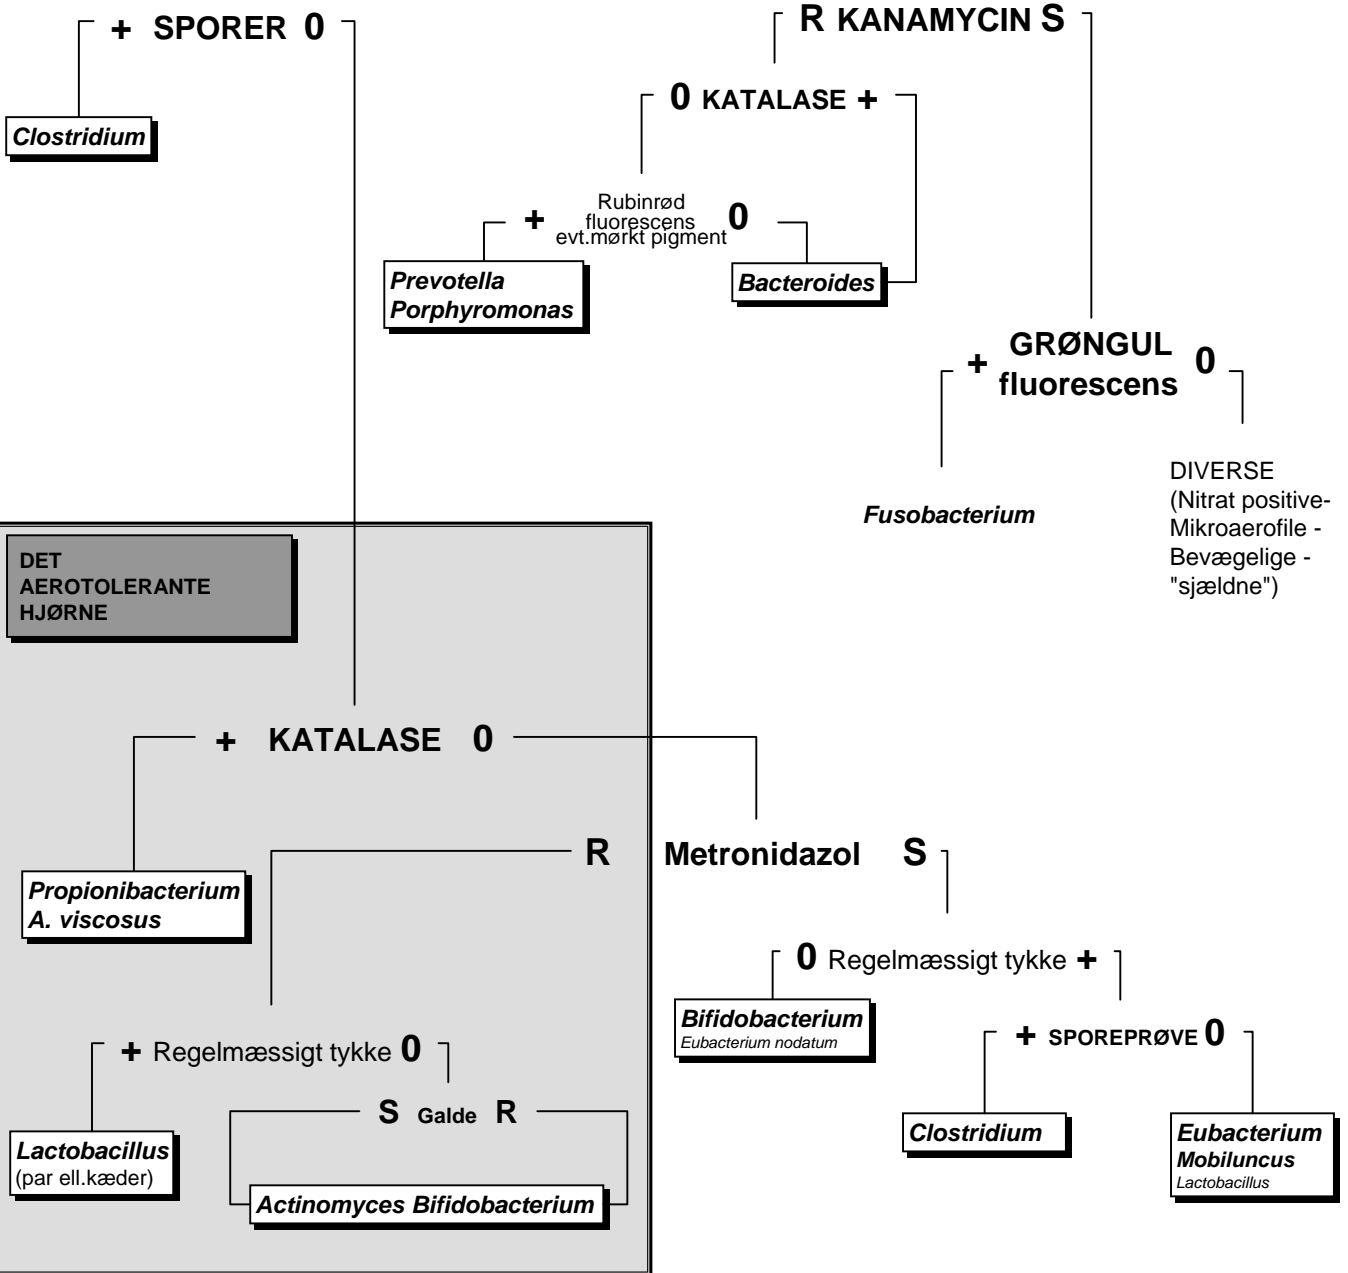 + SPORER 0
Clostridium
R KANAMYCIN S
0 KATALASE +
+ Rubinrød 0
fluorescens
evt.mørkt pigment
Prevotella
Porphyromonas
Bacteroides
+ GRØNGUL 0
fluorescens
Fusobacterium
DIVERSE
(Nitrat positive-
Mikroaerofile -
Bevægelige -
"sjældne")
DET
AEROTOLERANTE
HJØRNE
+ KATALASE 0
R Metronidazol S
Propionibacterium
A. viscosus
0 Regelmæssigt tykke +
Bifidobacterium
Eubacterium nodatum
+ SPOREPRØVE 0
+ Regelmæssigt tykke 0
S Galde R
Lactobacillus
(par ell.kæder)
Actinomyces Bifidobacterium
Clostridium
Eubacterium
Mobiluncus
Lactobacillus